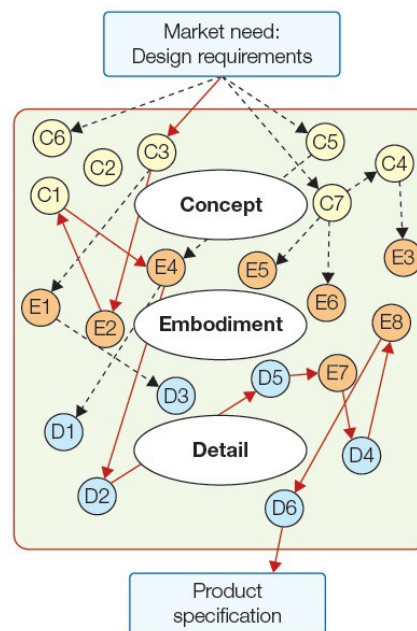 Market need:
Design requirements
C6
C2
C3
C5
C4
C1
C7
Concept
E4
E5
E3
E1
E2
E6
E8
Embodiment
D3
D5
E7
D1
Detail
D4
D2
D6
Product
specification